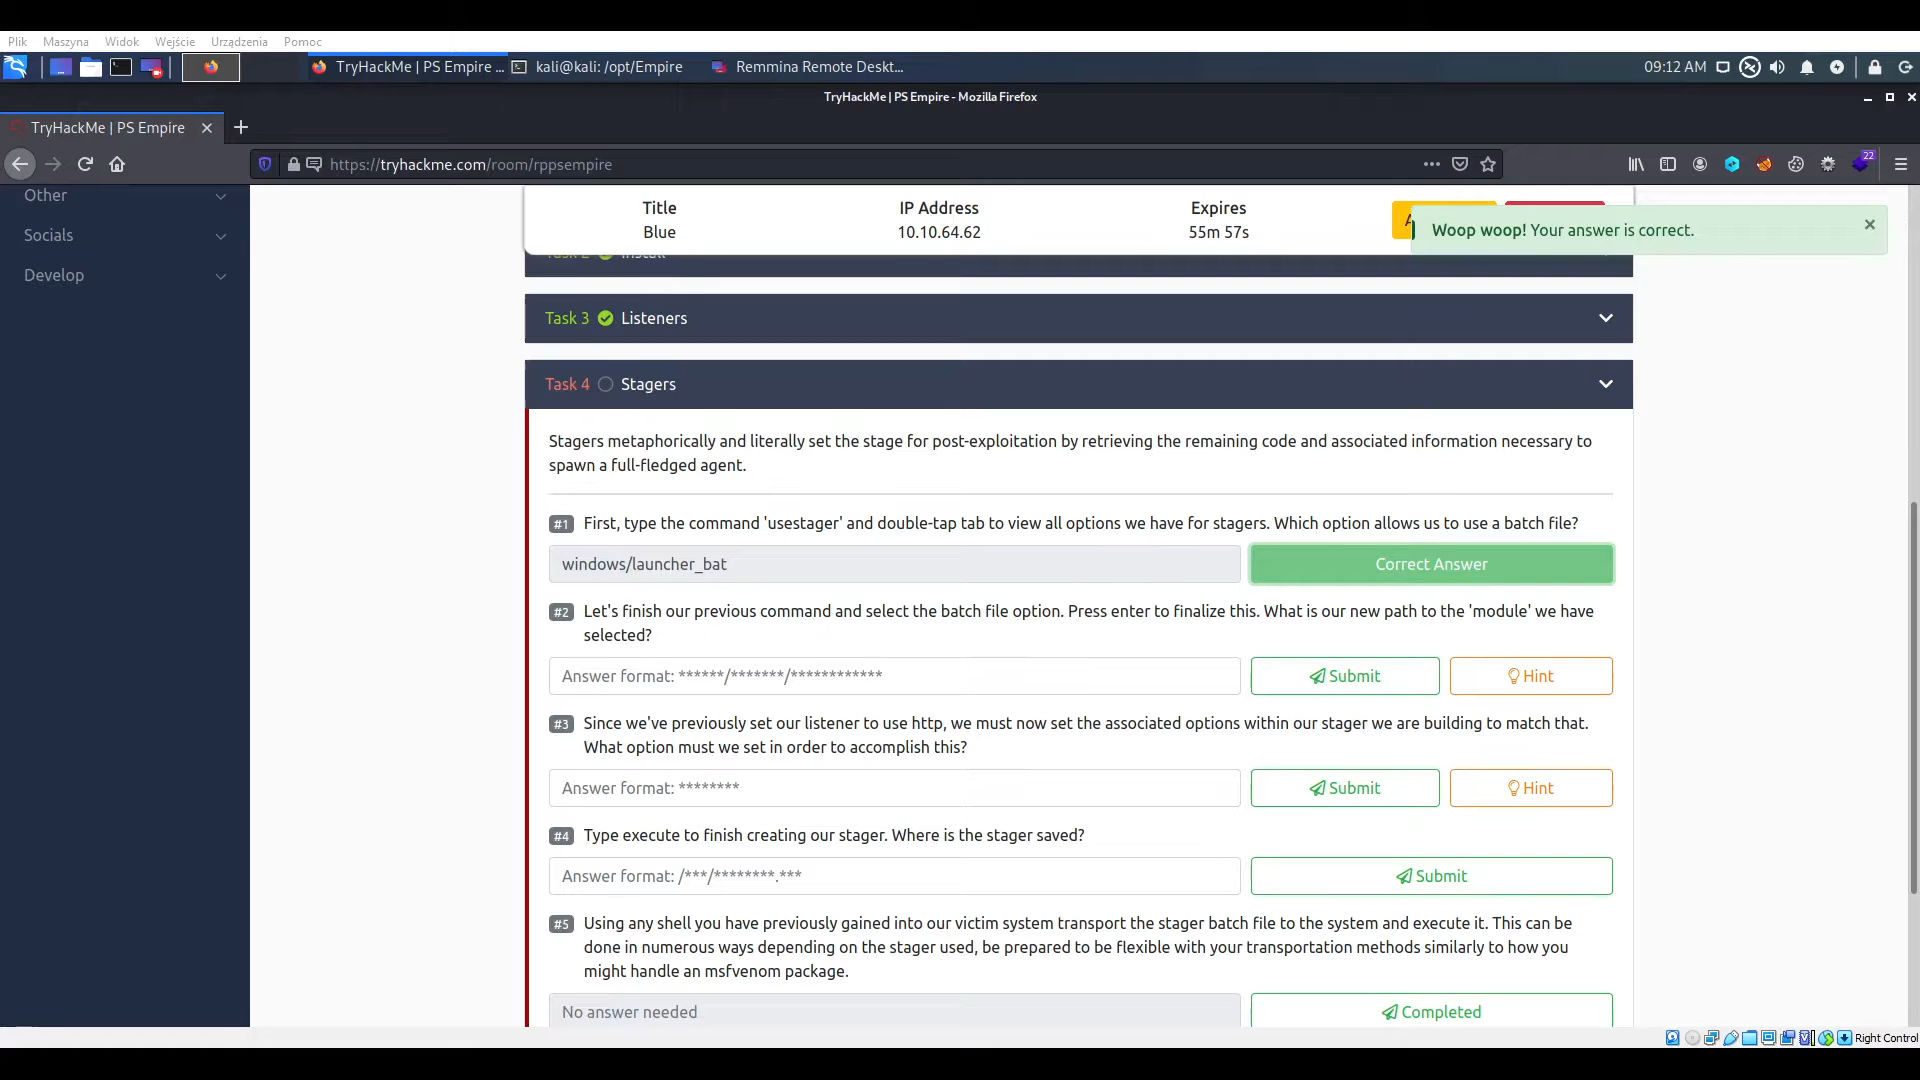 Plik Maszyna Widok Wejście Urządzenia Pomoc
TryHackMe | PS Empire ... kali@kali: /opt/Empire Remmina Remote Deskt... 09:12 AM
TryHackMe | PS Empire - Mozilla Firefox
TryHackMe | PS Empire
https://tryhackme.com/room/rppsempire
22
Other
Socials
Develop
Title IP Address Expires
Blue 10.10.64.62 55m 57s
Woop woop! Your answer is correct.
Task 3 Listeners
Task 4 Stagers
Stagers metaphorically and literally set the stage for post-exploitation by retrieving the remaining code and associated information necessary to
spawn a full-fledged agent.
#1 First, type the command 'usestager' and double-tap tab to view all options we have for stagers. Which option allows us to use a batch file?
windows/launcher_bat Correct Answer
#2 Let's finish our previous command and select the batch file option. Press enter to finalize this. What is our new path to the 'module' we have
selected?
Answer format: ******/*******/************ Submit Hint
#3 Since we've previously set our listener to use http, we must now set the associated options within our stager we are building to match that.
What option must we set in order to accomplish this?
Answer format: ******** Submit Hint
#4 Type execute to finish creating our stager. Where is the stager saved?
Answer format: /***/********.*** Submit
#5 Using any shell you have previously gained into our victim system transport the stager batch file to the system and execute it. This can be
done in numerous ways depending on the stager used, be prepared to be flexible with your transportation methods similarly to how you
might handle an msfvenom package.
No answer needed Completed
Right Control